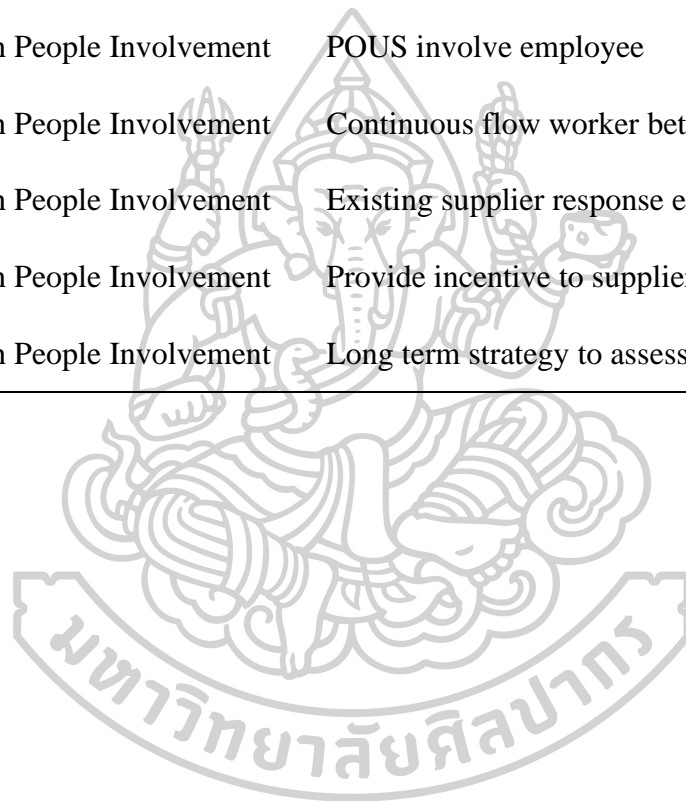 People Involvement POUS involve employee
People Involvement Continuous flow worker
People Involvement Existing supplier response
People Involvement Provide incentive to
People Involvement Long term strategy to assess
มหาวิทยาลัยศิลปากร